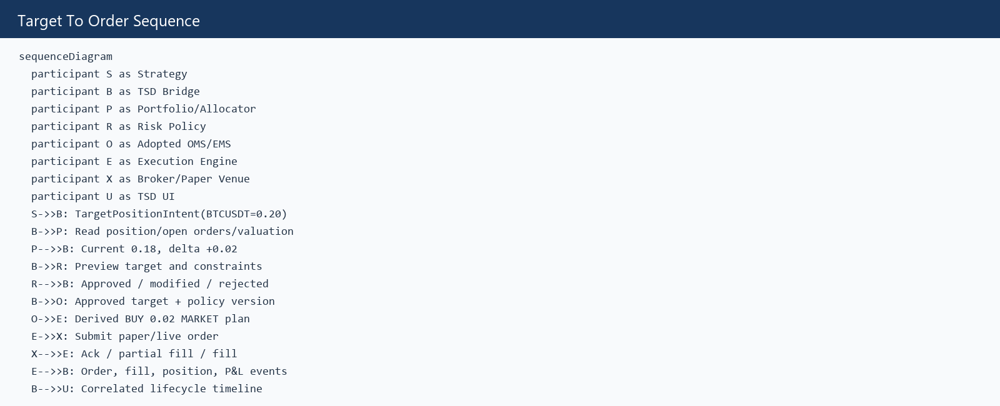 Target To Order Sequence
sequenceDiagram
participant S as Strategy
participant B as TSD Bridge
participant P as Portfolio/Allocator
participant R as Risk Policy
participant O as Adopted OMS/EMS
participant E as Execution Engine
participant X as Broker/Paper Venue
participant U as TSD UI
S->>B: TargetPositionIntent(BTCUSDT=0.20)
B->>P: Read position/open orders/valuation
P-->>B: Current 0.18, delta +0.02
B->>R: Preview target and constraints
R-->>B: Approved / modified / rejected
B->>O: Approved target + policy version
O->>E: Derived BUY 0.02 MARKET plan
E->>X: Submit paper/live order
X-->>E: Ack / partial fill / fill
E-->>B: Order, fill, position, P&L events
B-->>U: Correlated lifecycle timeline